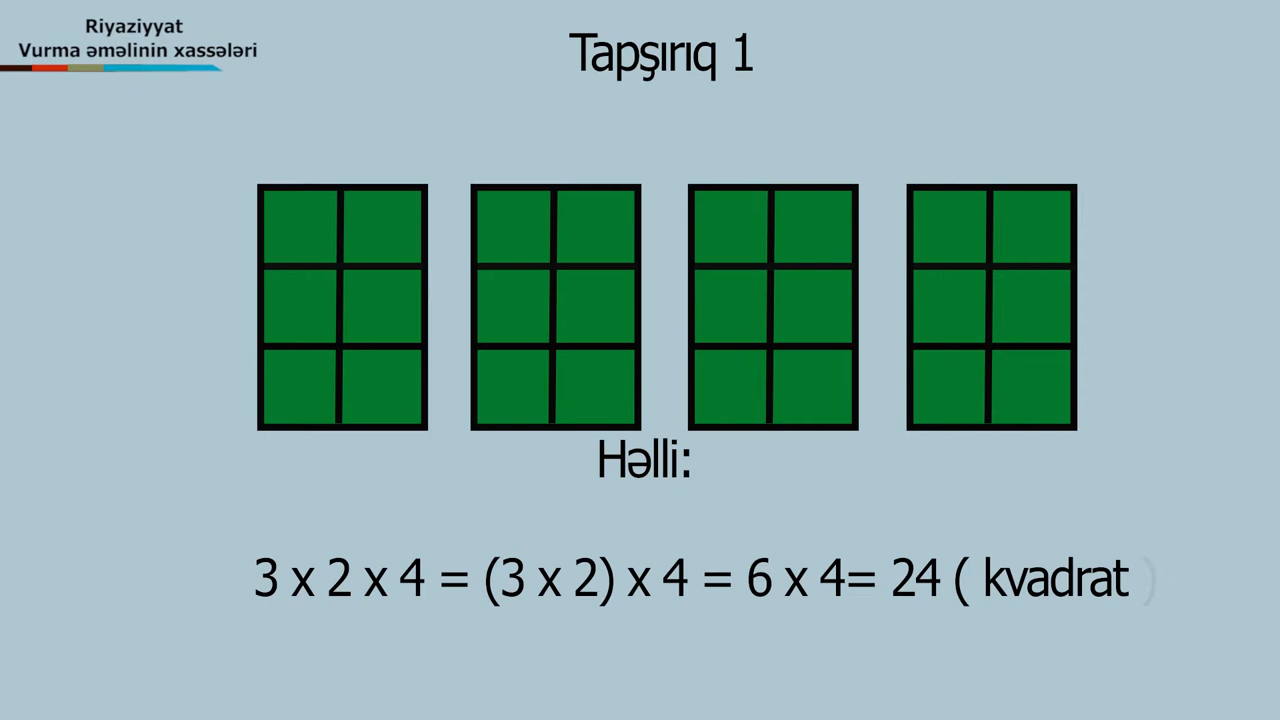 Riyaziyyat
Vurma əməlinin xassələri
Tapşırıq 1
Həlli:
3 x 2 x 4 = (3 x 2) x 4 = 6 x 4= 24 ( kvadrat )